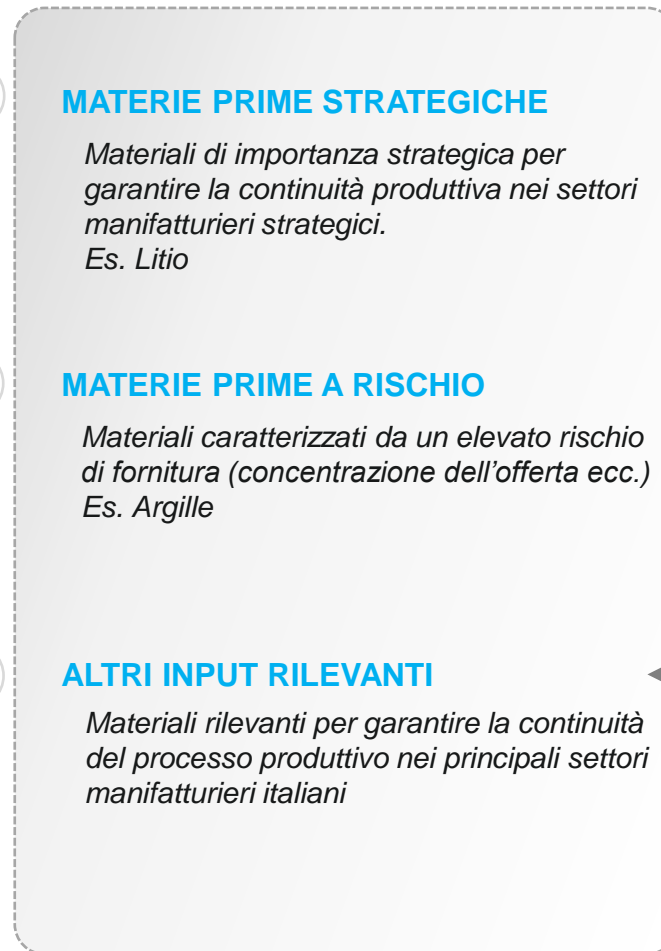 MATERIE PRIME STRATEGICHE
Materiali di importanza strategica per
garantire la continuità produttiva nei settori
manifatturieri strategici.
Es. Litio
MATERIE PRIME A RISCHIO
Materiali caratterizzati da un elevato rischio
di fornitura (concentrazione dell’offerta ecc.)
Es. Argille
ALTRI INPUT RILEVANTI
Materiali rilevanti per garantire la continuità
del processo produttivo nei principali settori
manifatturieri italiani